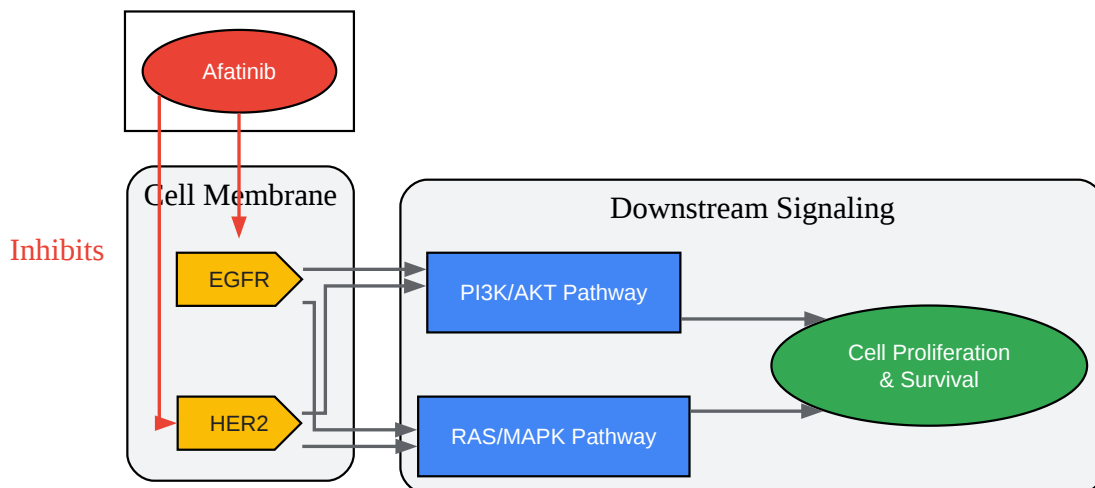 Afatinib
Cell Membrane
Downstream Signaling
Inhibits
EGFR
PI3K/AKT Pathway
Cell Proliferation
& Survival
HER2
RAS/MAPK Pathway